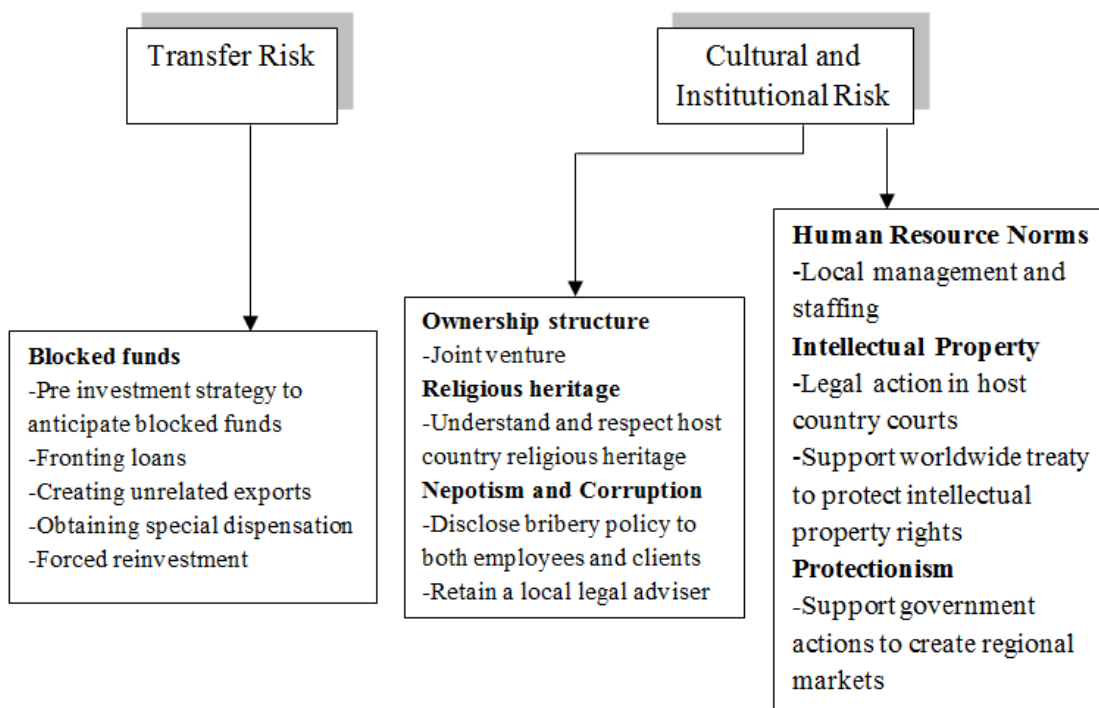 Transfer Risk
Cultural and
Institutional Risk
Blocked funds
-Pre investment strategy to
anticipate blocked funds
-Fronting loans
-Creating unrelated exports
-Obtaining special dispensation
-Forced reinvestment
Ownership structure
-Joint venture
Religious heritage
-Understand and respect host
country religious heritage
Nepotism and Corruption
-Disclose bribery policy to
both employees and clients
-Retain a local legal adviser
Human Resource Norms
-Local management and
staffing
Intellectual Property
-Legal action in host
country courts
-Support worldwide treaty
to protect intellectual
property rights
Protectionism
-Support government
actions to create regional
markets